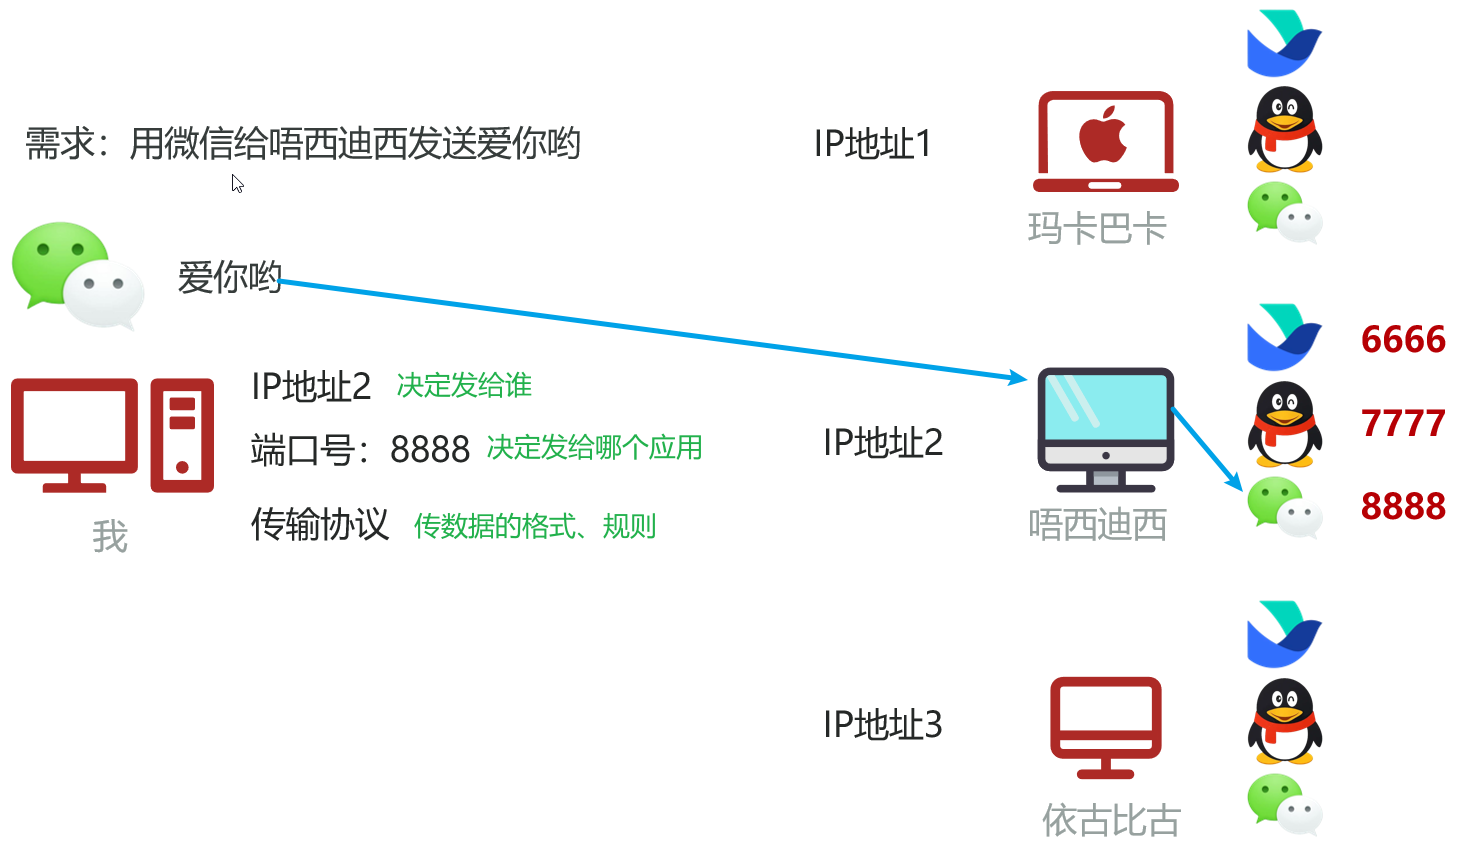 需求：用微信给唔西迪西发送爱你哟
爱你哟
IP地址2 决定发给谁
端口号：8888 决定发给哪个应用
传输协议 传数据的格式、规则
我
IP地址1
玛卡巴卡
IP地址2
唔西迪西
6666
7777
8888
IP地址3
依古比古